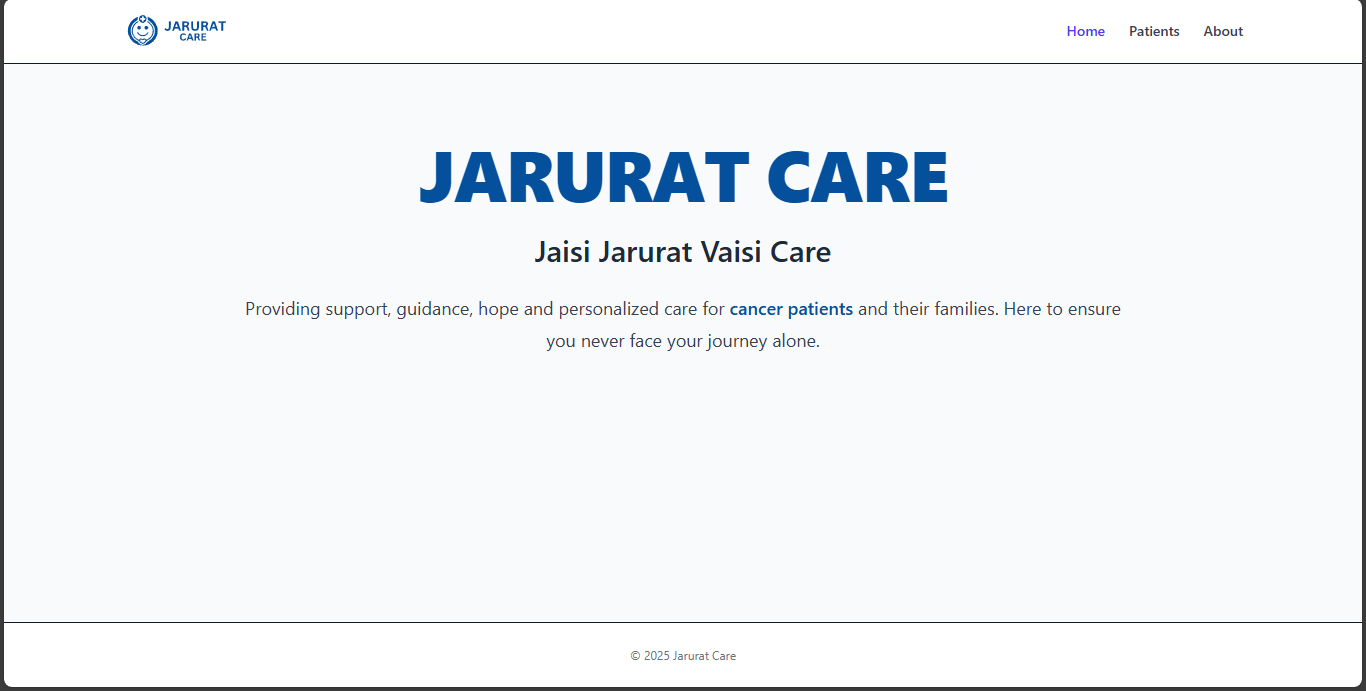 JARURAT
CARE
Home Patients About
JARURAT CARE
Jaisi Jarurat Vaisi Care
Providing support, guidance, hope and personalized care for cancer patients and their families. Here to ensure
you never face your journey alone.
© 2025 Jarurat Care